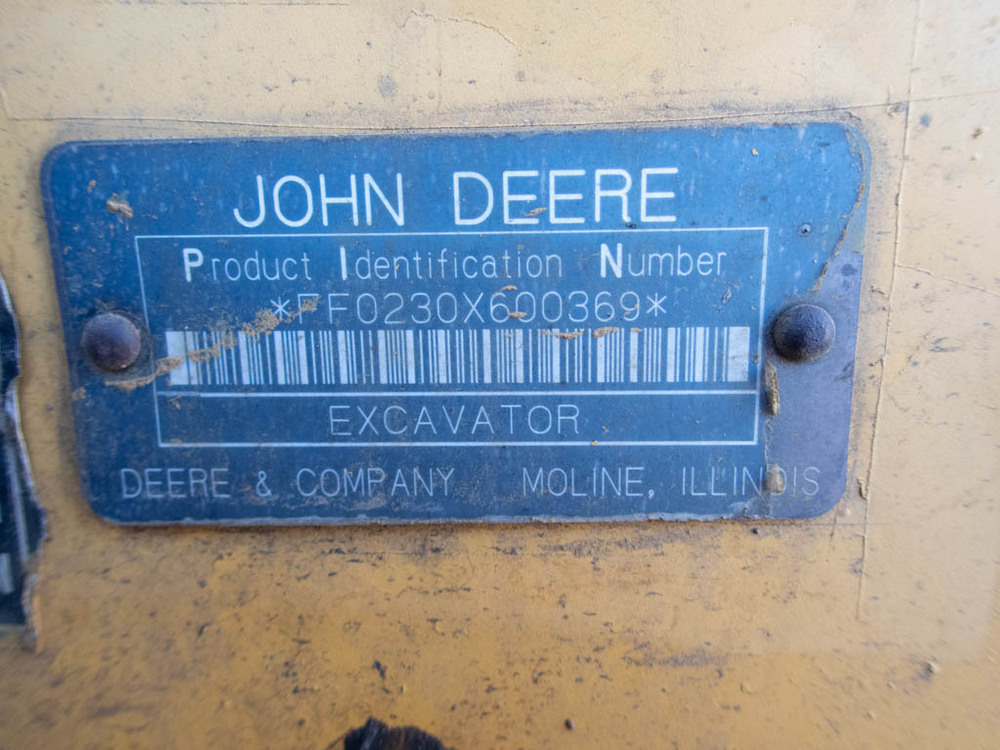 JOHN DEERE
Product Identification Number
*FF0230X600369*
EXCAVATOR
DEERE & COMPANY MOLINE, ILLINOIS